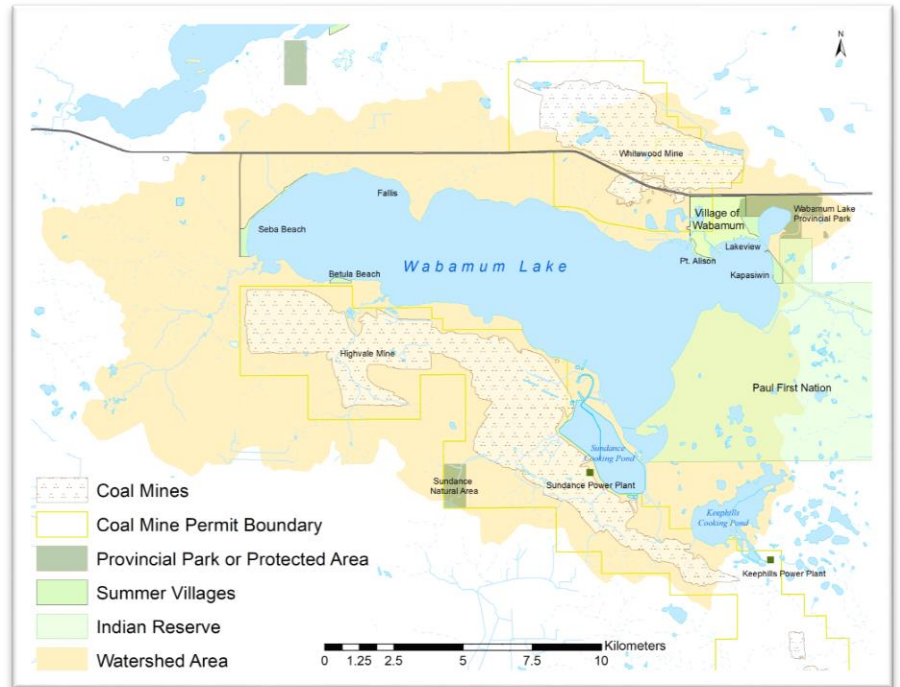 N
Whitewood Mine
Fallis
Village of
Wabamum
Wabamum Lake
Provincial Park
Seba Beach
Lakeview
Pt. Alison
Wabamum Lake
Betula Beach
Kapasiwin
Highvale Mine
Paul First Nation
Sundance
Cooking Pond
Sundance
Natural Area
Sundance Power Plant
Keephills
Cooking Pond
Keephills Power Plant
Coal Mines
Coal Mine Permit Boundary
Provincial Park or Protected Area
Summer Villages
Indian Reserve
Watershed Area
Kilometers
0 1.25 2.5 5 7.5 10